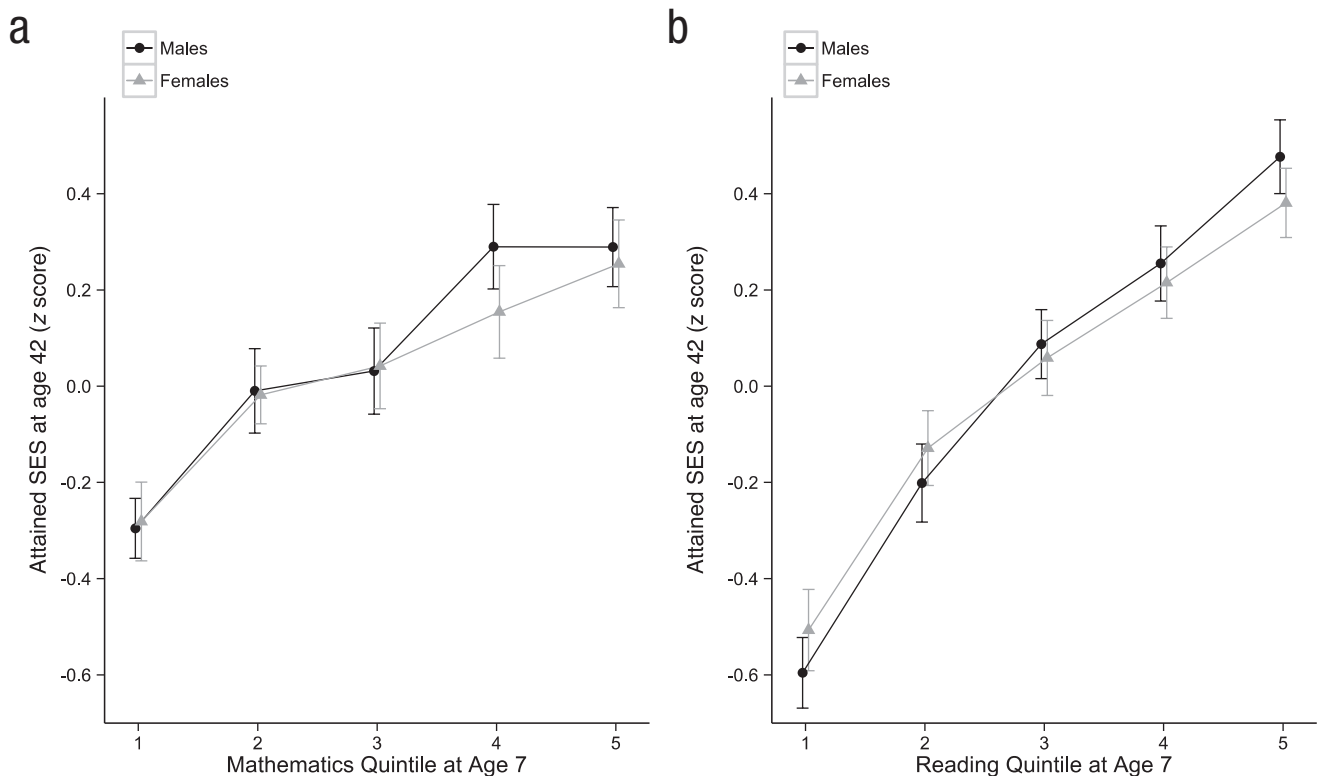 a
Males
Females
0.4
0.2
0.0
-0.2
-0.4
-0.6
Attained SES at age 42 (z score)
1 2 3 4 5
Mathematics Quintile at Age 7
b
Males
Females
0.4
0.2
0.0
-0.2
-0.4
-0.6
Attained SES at age 42 (z score)
1 2 3 4 5
Reading Quintile at Age 7